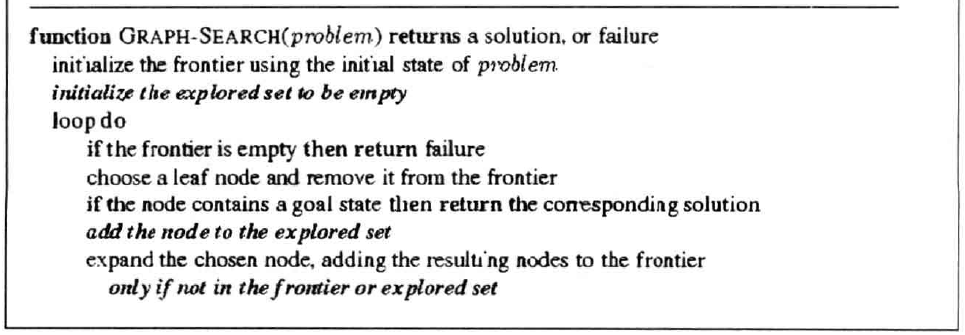 function GRAPH-SEARCH(problem) returns a solution, or failure
initialize the frontier using the initial state of problem
initialize the explored set to be empty
loop do
if the frontier is empty then return failure
choose a leaf node and remove it from the frontier
if the node contains a goal state then return the corresponding solution
add the node to the explored set
expand the chosen node, adding the resulting nodes to the frontier
only if not in the frontier or explored set